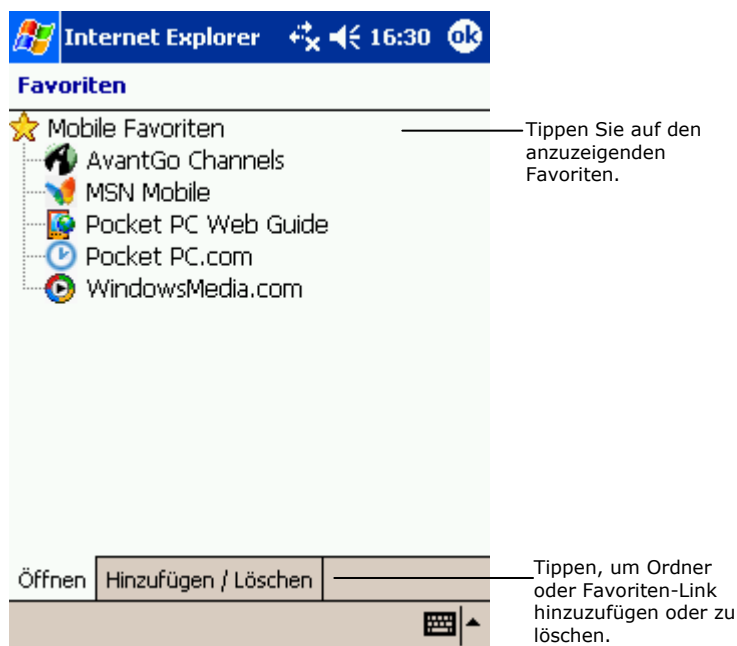 Internet Explorer 16:30 ok
Favoriten
Mobile Favoriten
AvantGo Channels
MSN Mobile
Pocket PC Web Guide
Pocket PC.com
WindowsMedia.com
Tippen Sie auf den
anzuzeigenden
Favoriten.
Öffnen Hinzufügen / Löschen
Tippen, um Ordner
oder Favoriten-Link
hinzuzufügen oder zu
löschen.